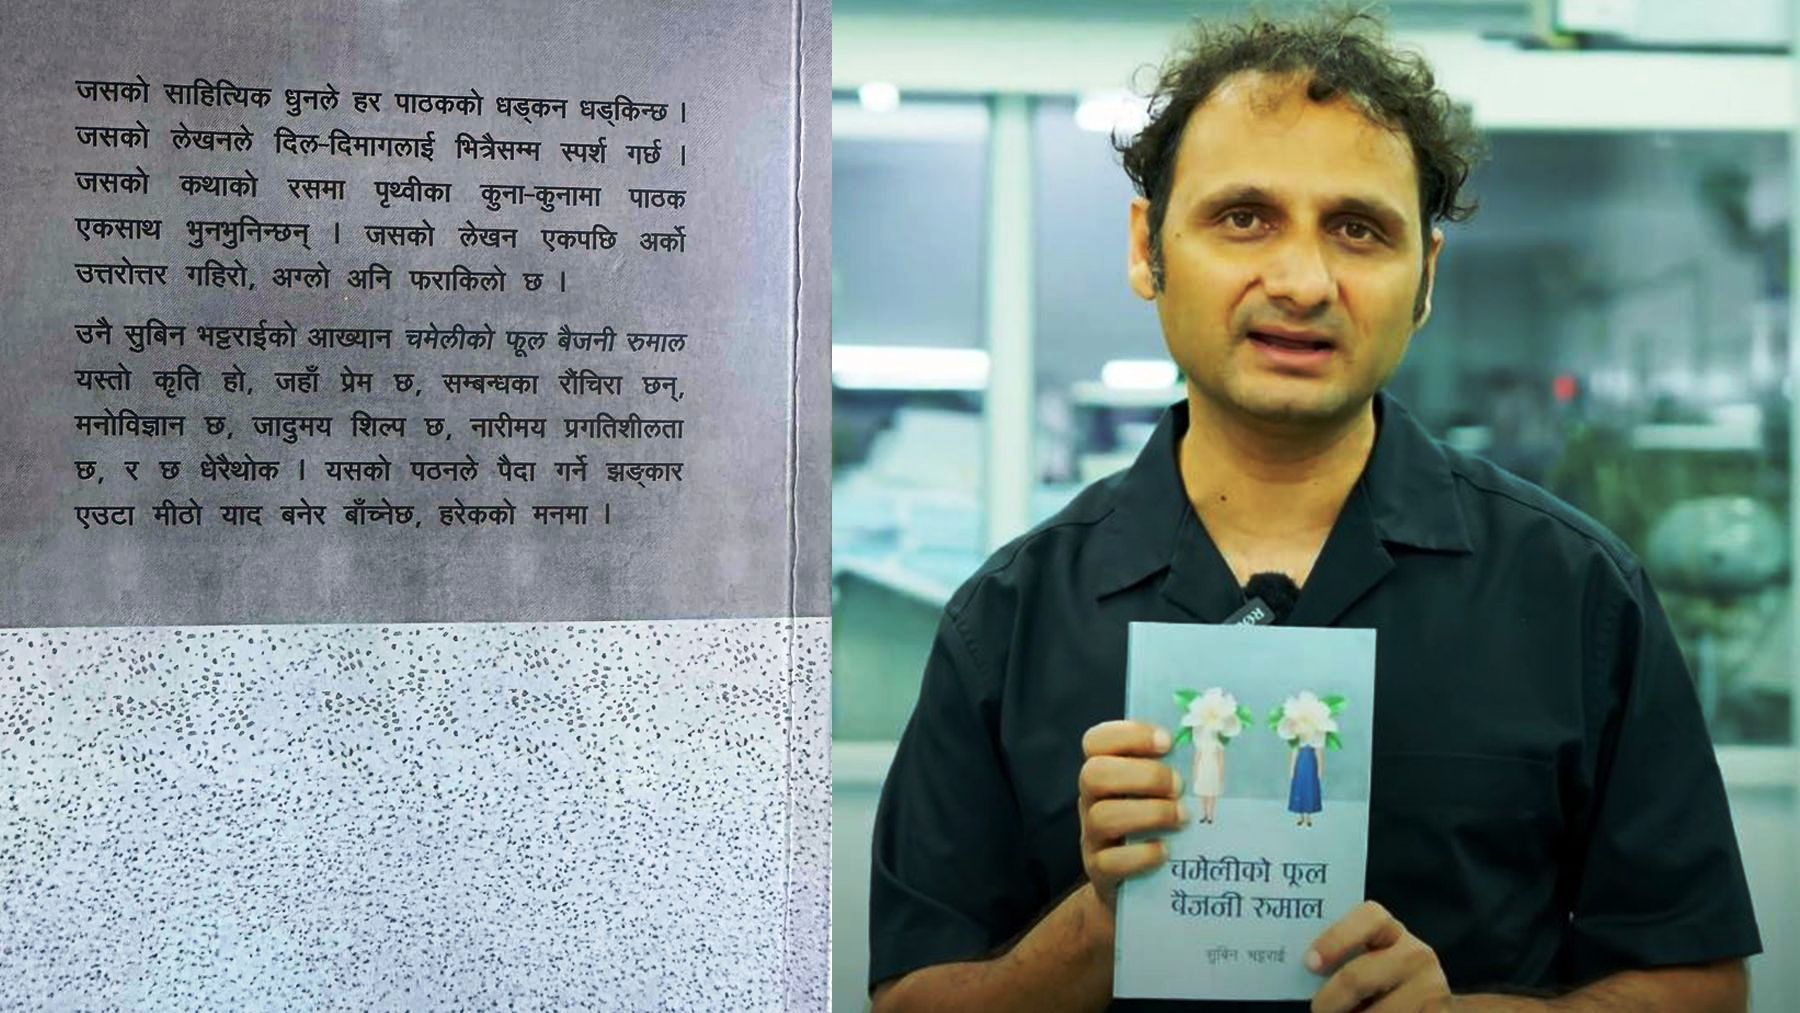 जसको साहित्यिक धुनले हर पाठकको धड्कन धड्किन्छ ।
जसको लेखनले दिल-दिमागलाई भित्रैसम्म स्पर्श गर्छ ।
जसको कथाको रसमा पृथ्वीका कुना-कुनामा पाठक
एकसाथ भुनभुनिन्छन् । जसको लेखन एकपछि अर्को
उत्तरोत्तर गहिरो, अग्लो अनि फराकिलो छ ।
उनै सुबिन भट्टराईको आख्यान चमेलीको फूल बैजनी रुमाल
यस्तो कृति हो, जहाँ प्रेम छ, सम्बन्धका रौंचिरा छन्,
मनोविज्ञान छ, जादुमय शिल्प छ, नारीमय प्रगतिशीलता
छ, र छ धेरैथोक । यसको पठनले पैदा गर्ने झङ्कार
एउटा मीठो याद बनेर बाँच्नेछ, हरेकको मनमा ।
चमेलीको फूल
बैजनी रुमाल
सुबिन भट्टराई